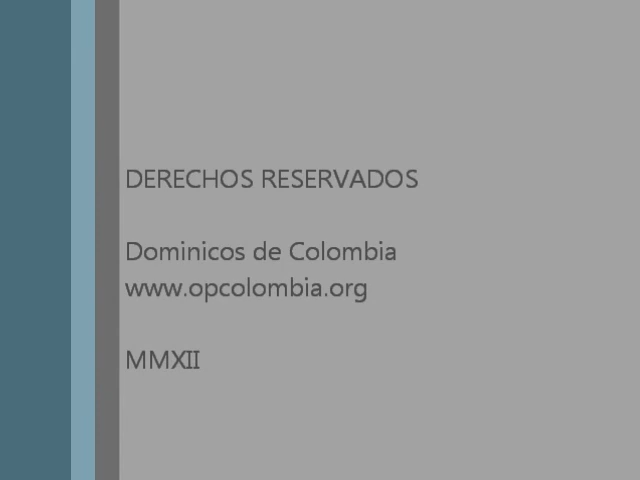 DERECHOS RESERVADOS
Dominicos de Colombia
www.opcolombia.org
MMXII